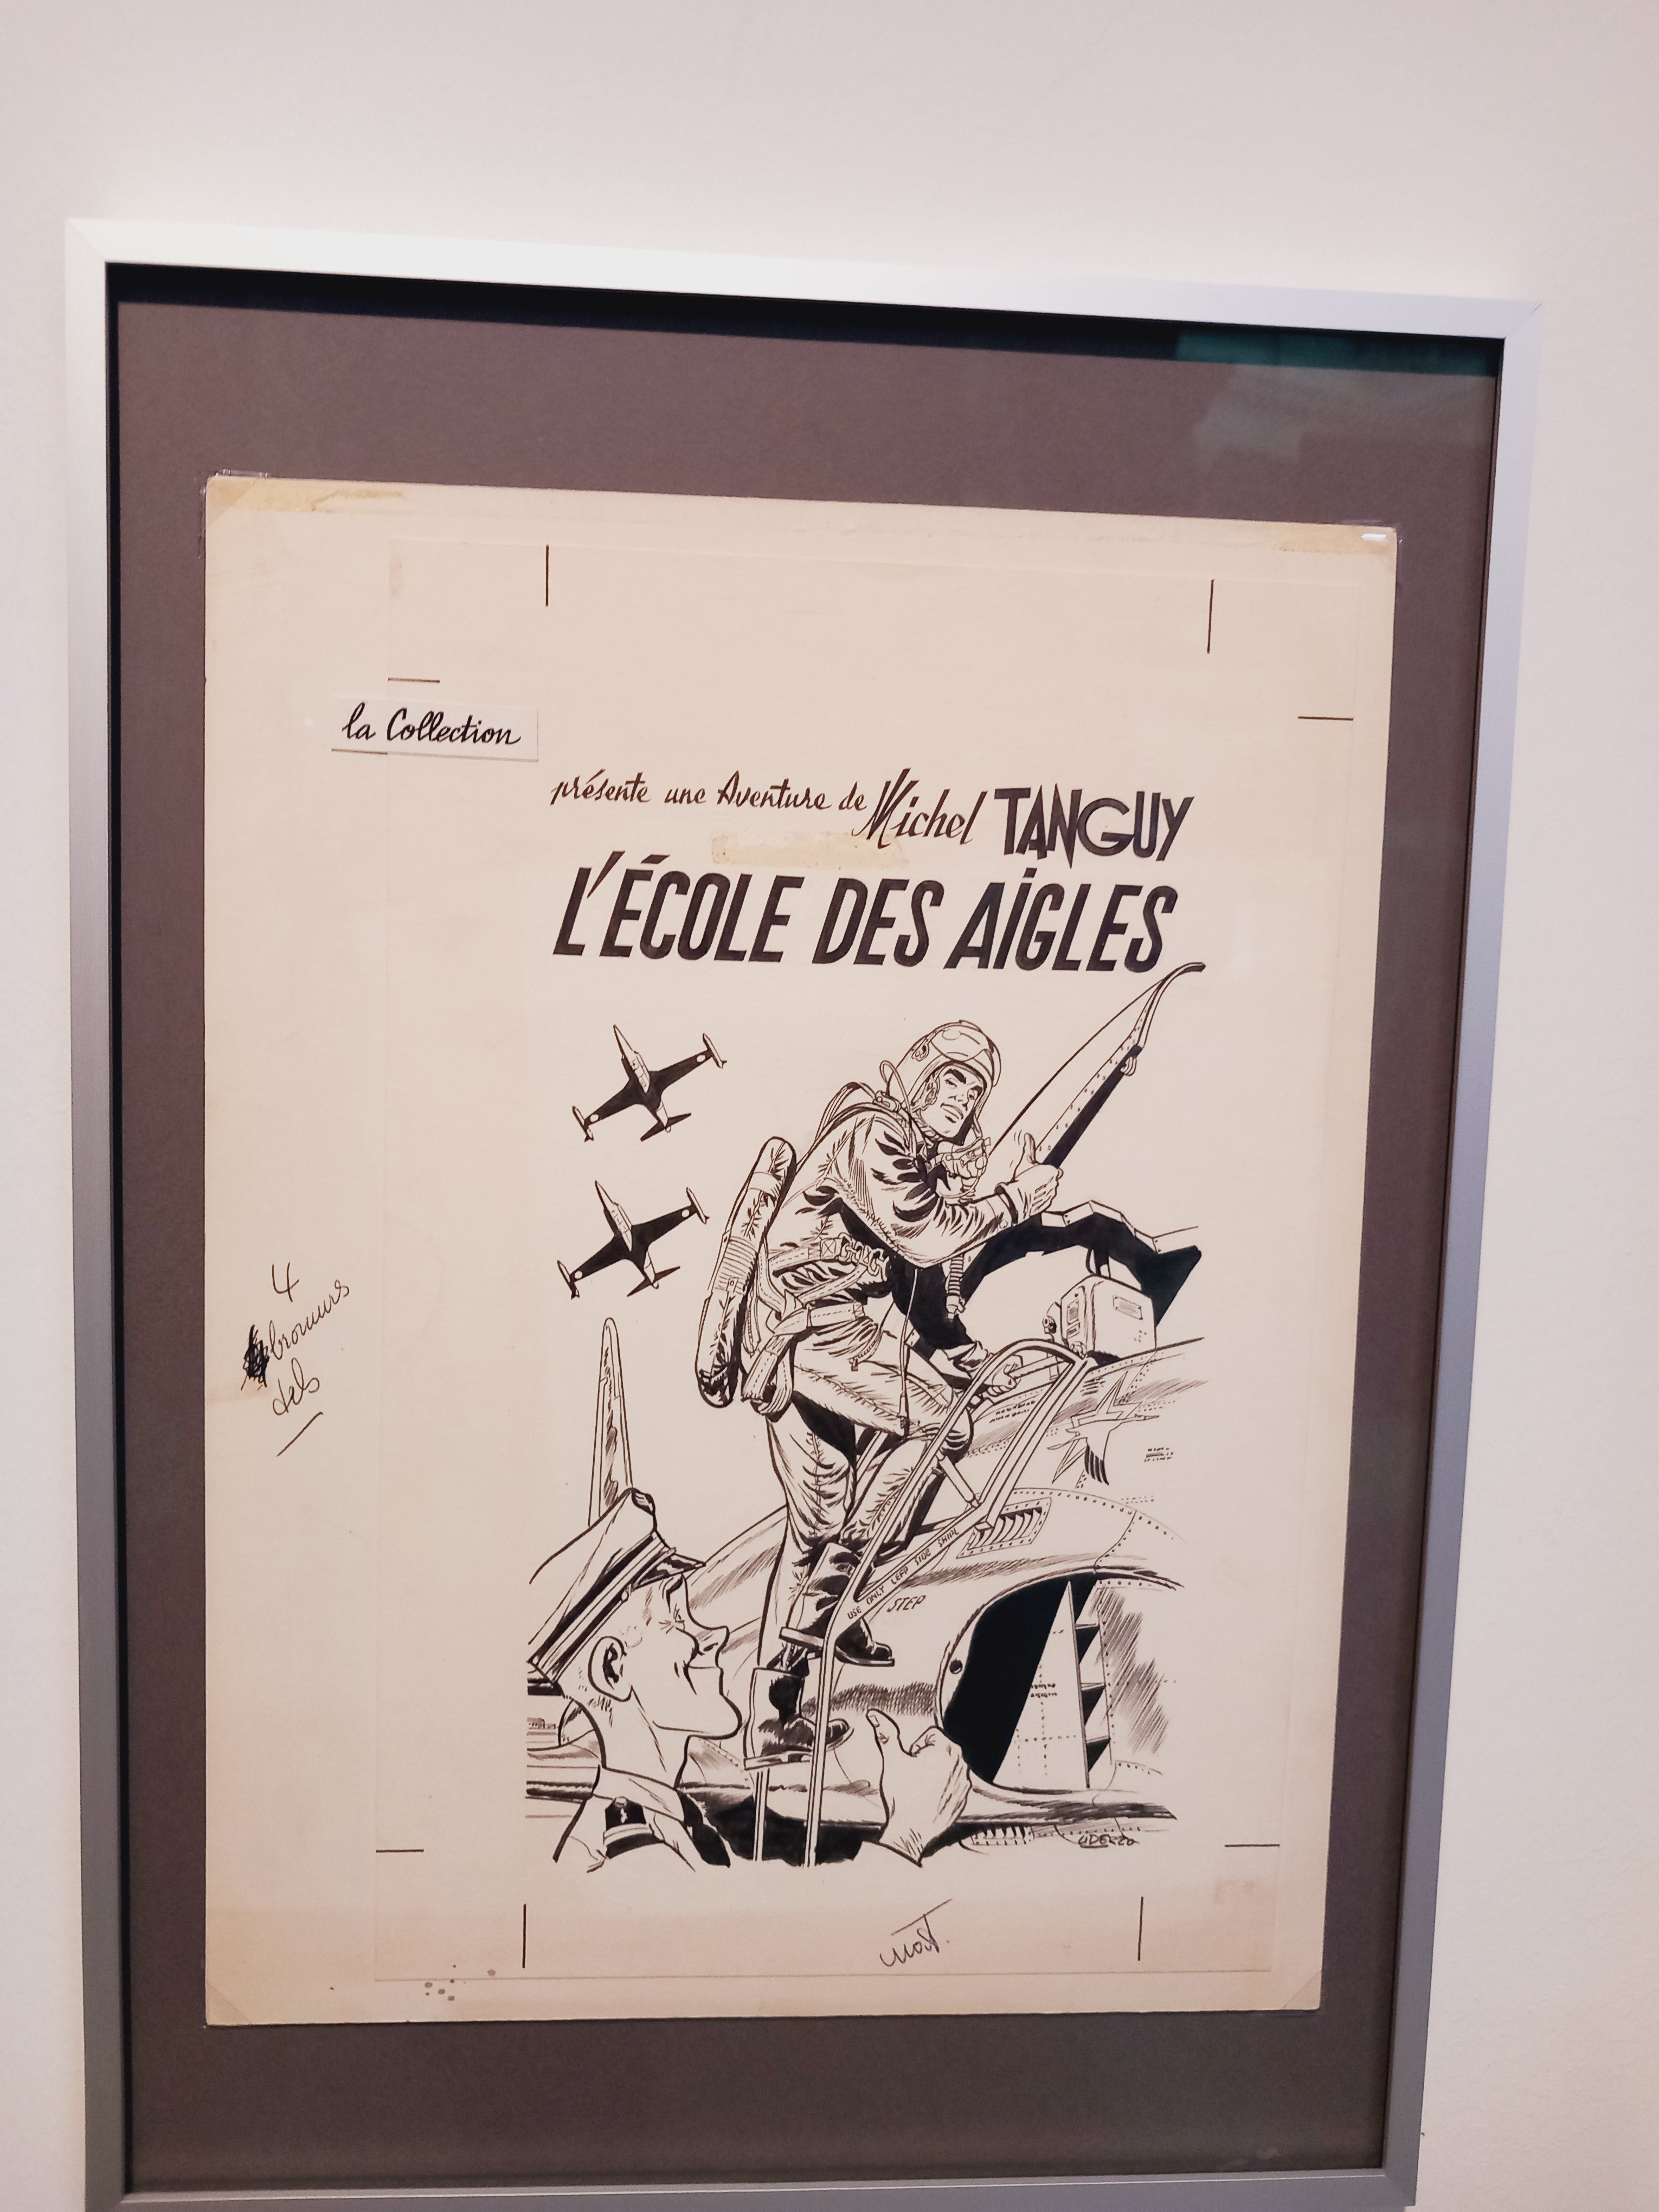 la Collection
présente une Aventure de Michel TANGUY
L'ÉCOLE DES AIGLES
4
dels
USE ONLY LEFT SIDE
STEP
UDERZO